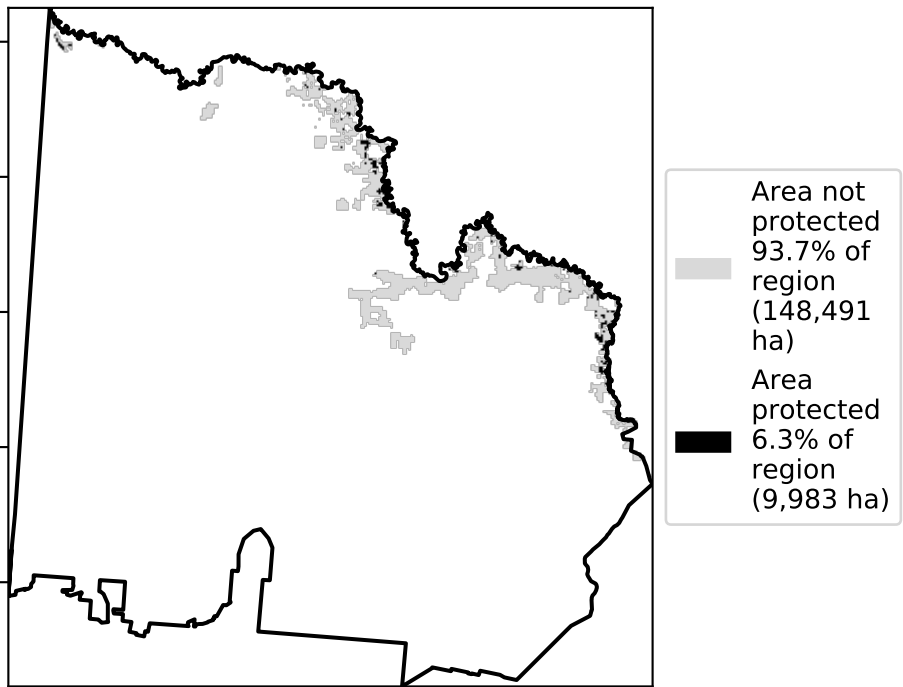 Area not
protected
93.7% of
region
(148,491
ha)
Area
protected
6.3% of
region
(9,983 ha)